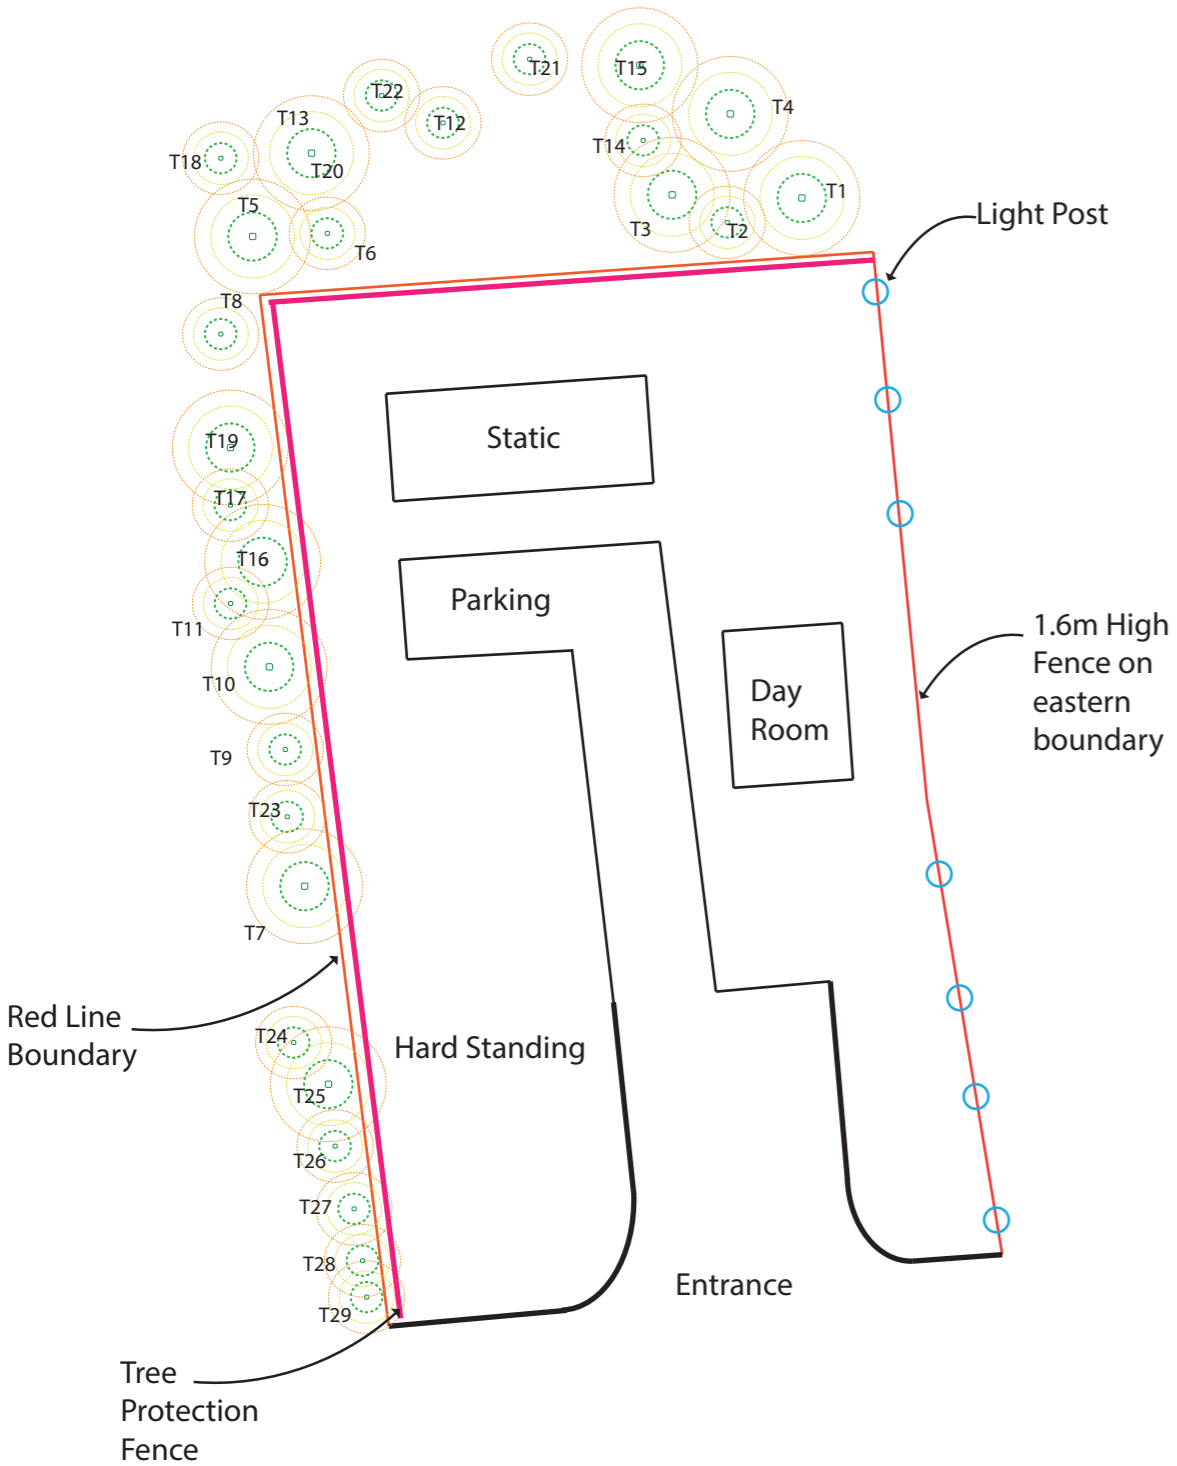 T21
T15
T22
T4
T13
T12
T14
T18
T20
T1
T5
T3
T2
Light Post
T6
T8
Static
T19
T17
T16
Parking
T11
1.6m High
Fence on
eastern
boundary
T10
Day
Room
T9
T23
T7
Red Line
Boundary
T24
Hard Standing
T25
T26
T27
T28
Entrance
T29
Tree
Protection
Fence